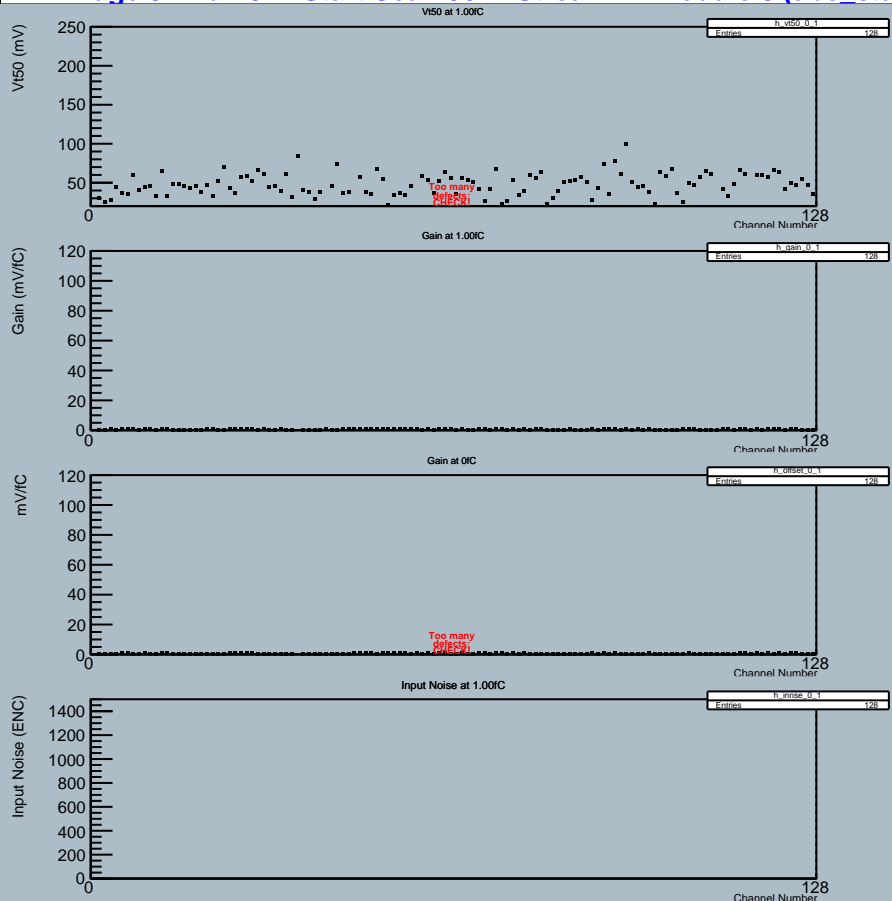 Vt50 at 1.00fC
h_vt50_0_1
Entries 128
Vt50 (mV)
250
200
150
100
50
Too many
defects:
CHECK!
0
128
Channel Number
Gain at 1.00fC
h_gain_0_1
Entries 128
Gain (mV/fC)
120
100
80
60
40
20
0
0
128
Channel Number
Gain at 0fC
h_offset_0_1
Entries 128
mV/fC
120
100
80
60
40
20
0
Too many
defects:
CHECK!
0
128
Channel Number
Input Noise at 1.00fC
h_innse_0_1
Entries 128
Input Noise (ENC)
1400
1200
1000
800
600
400
200
0
0
128
Channel Number